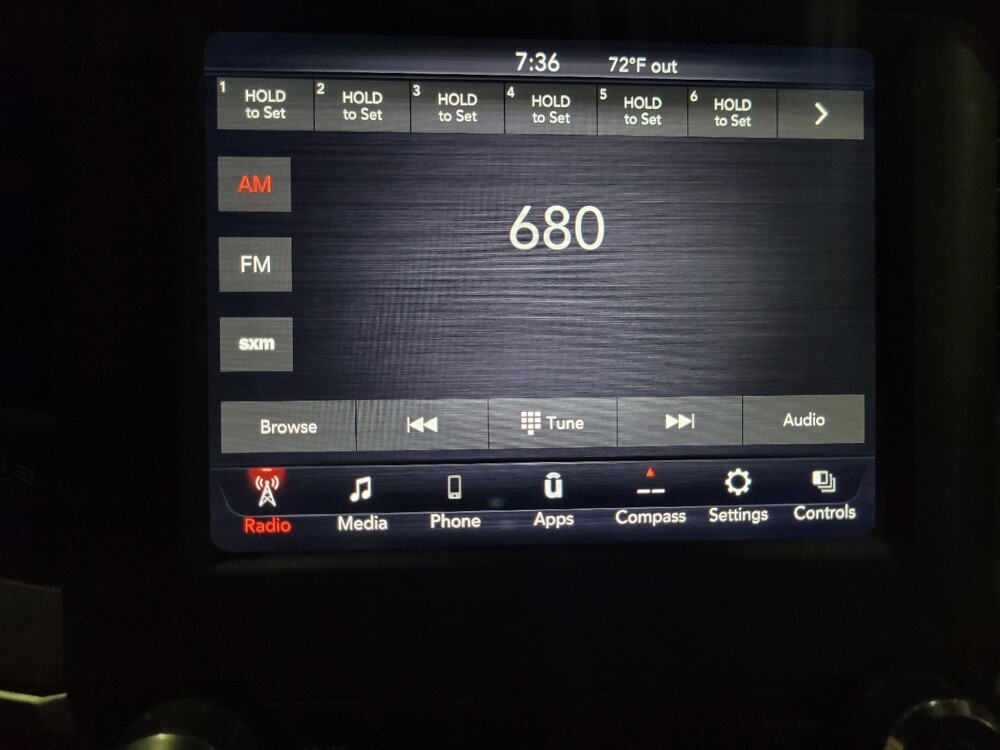 7:36 72°F out
1 HOLD to Set
2 HOLD to Set
3 HOLD to Set
4 HOLD to Set
5 HOLD to Set
6 HOLD to Set
AM
680
FM
sxm
Browse Tune Audio
Radio Media Phone Apps Compass Settings Controls